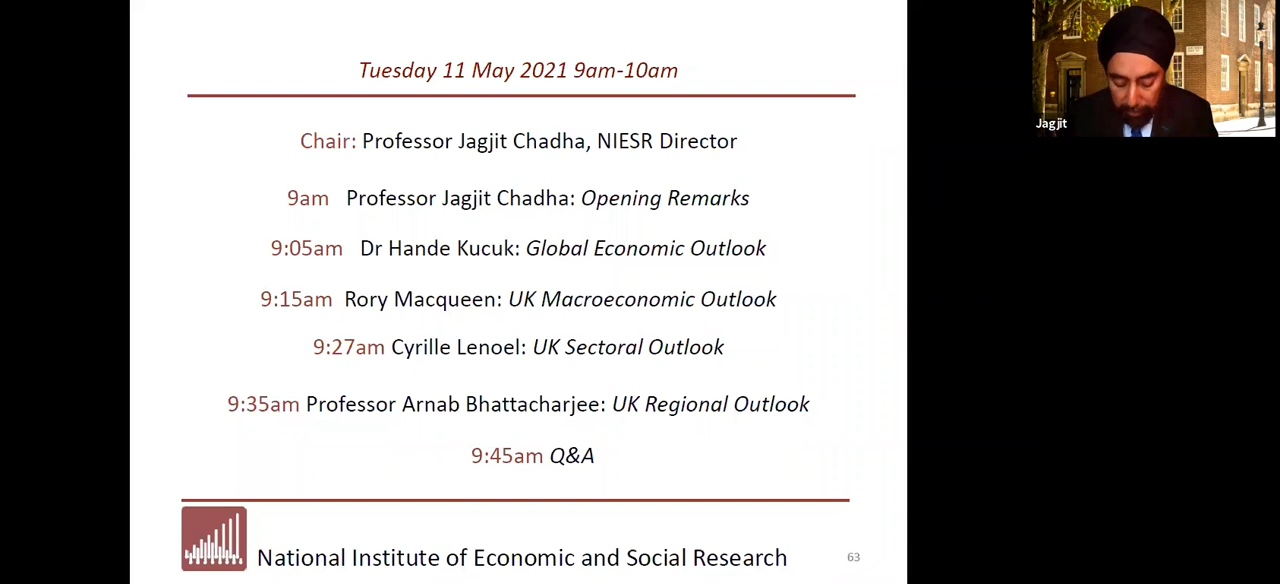 Tuesday 11 May 2021 9am-10am
Chair: Professor Jagjit Chadha, NIESR Director
9am Professor Jagjit Chadha: Opening Remarks
9:05am Dr Hande Kucuk: Global Economic Outlook
9:15am Rory Macqueen: UK Macroeconomic Outlook
9:27am Cyrille Lenoel: UK Sectoral Outlook
9:35am Professor Arnab Bhattacharjee: UK Regional Outlook
9:45am Q&A
National Institute of Economic and Social Research
63
Jagjit